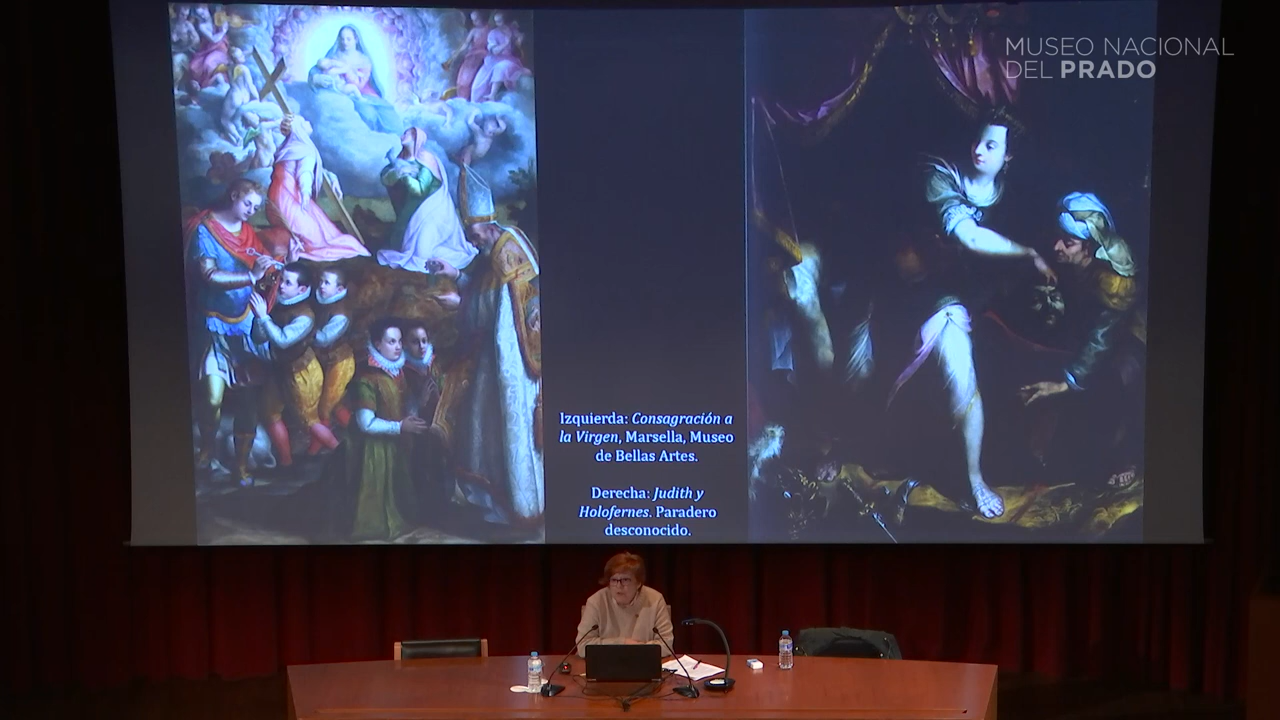 MUSEO NACIONAL
DEL PRADO
Izquierda: Consagración a
la Virgen, Marsella, Museo
de Bellas Artes.
Derecha: Judith y
Holofernes. Paradero
desconocido.